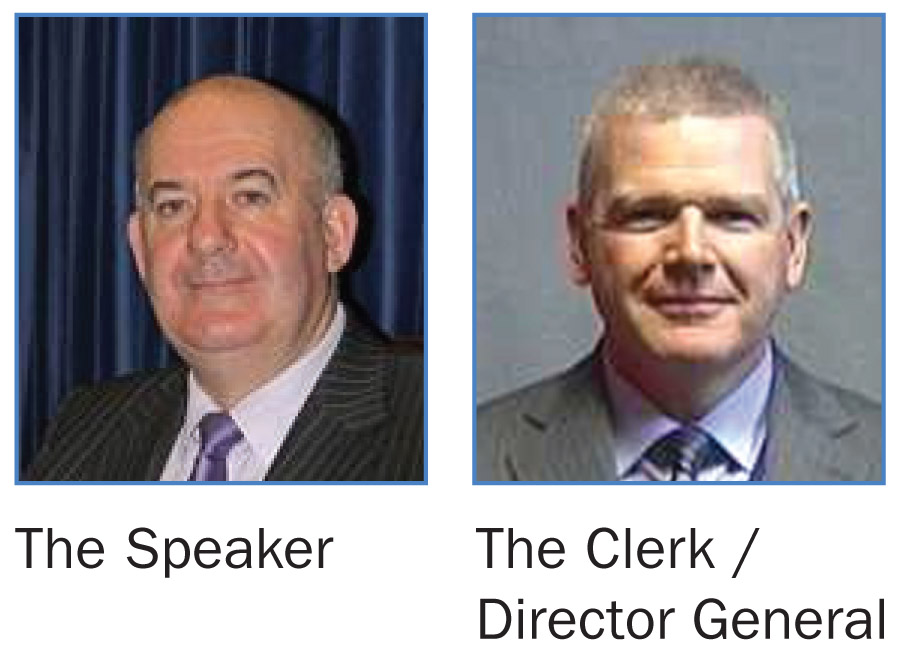 The Speaker
The Clerk /
Director General